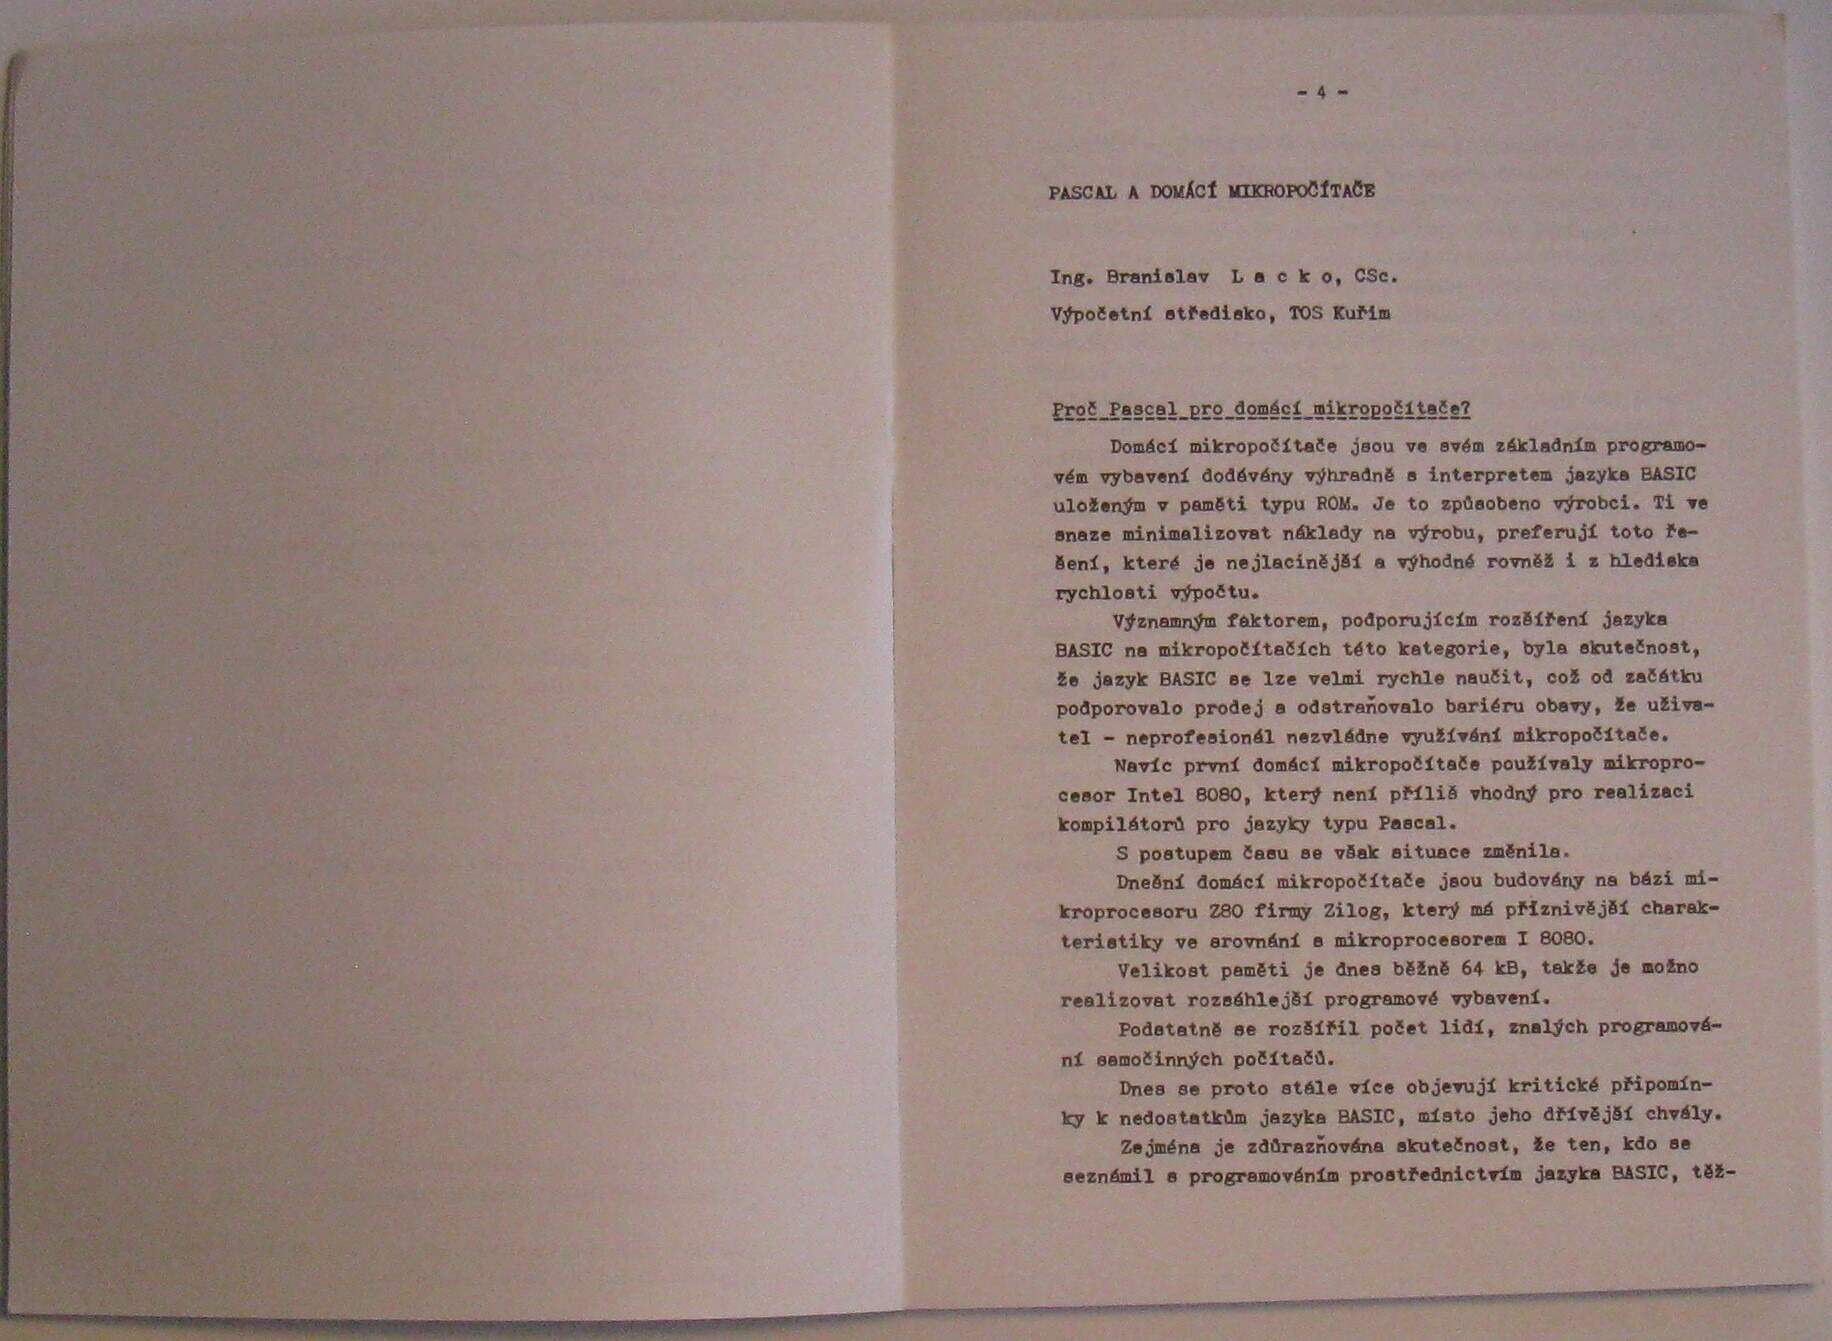 - 4 -
PASCAL A DOMÁCÍ MIKROPOČÍTAČE
Ing. Branislav L a c k o, CSc.
Výpočetní středisko, TOS Kuřim
Proč Pascal pro domácí mikropočítače?
Domácí mikropočítače jsou ve svém základním programo-
vém vybavení dodávány výhradně s interpretem jazyka BASIC
uloženým v paměti typu ROM. Je to způsobeno výrobci. Ti ve
snaze minimalizovat náklady na výrobu, preferují toto ře-
šení, které je nejlacinější a výhodné rovněž i z hlediska
rychlosti výpočtu.
Významným faktorem, podporujícím rozšíření jazyka
BASIC na mikropočítačích této kategorie, byla skutečnost,
že jazyk BASIC se lze velmi rychle naučit, což od začátku
podporovalo prodej a odstraňovalo bariéru obavy, že uživa-
tel - neprofesionál nezvládne využívání mikropočítače.
Navíc první domácí mikropočítače používaly mikropro-
cesor Intel 8080, který není příliš vhodný pro realizaci
kompilátorů pro jazyky typu Pascal.
S postupem času se však situace změnila.
Dnešní domácí mikropočítače jsou budovány na bázi mi-
kroprocesoru Z80 firmy Zilog, který má příznivější charak-
teristiky ve srovnání s mikroprocesorem I 8080.
Velikost paměti je dnes běžně 64 kB, takže je možno
realizovat rozsáhlejší programové vybavení.
Podstatně se rozšířil počet lidí, znalých programová-
ní samočinných počítačů.
Dnes se proto stále více objevují kritické připomín-
ky k nedostatkům jazyka BASIC, místo jeho dřívější chvály.
Zejména je zdůrazňována skutečnost, že ten, kdo se
seznámil s programováním prostřednictvím jazyka BASIC, těž-